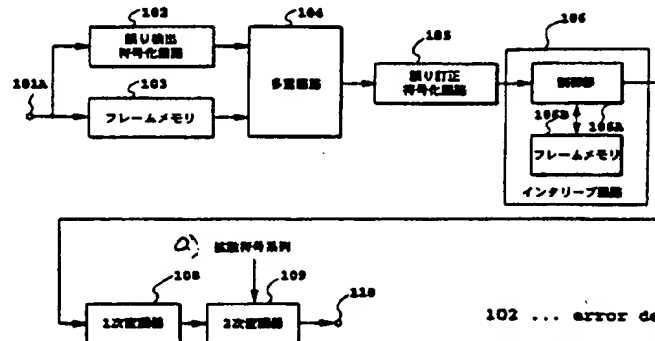 102
104
誤り検出
符号化回路
105
106
101A
103
多重回路
誤り訂正
符号化回路
制御部
フレームメモリ
106B
106A
フレームメモリ
インタリーブ回路
a)
拡散符号系列
108
109
110
1次変調器
2次変調器
102 ... error de